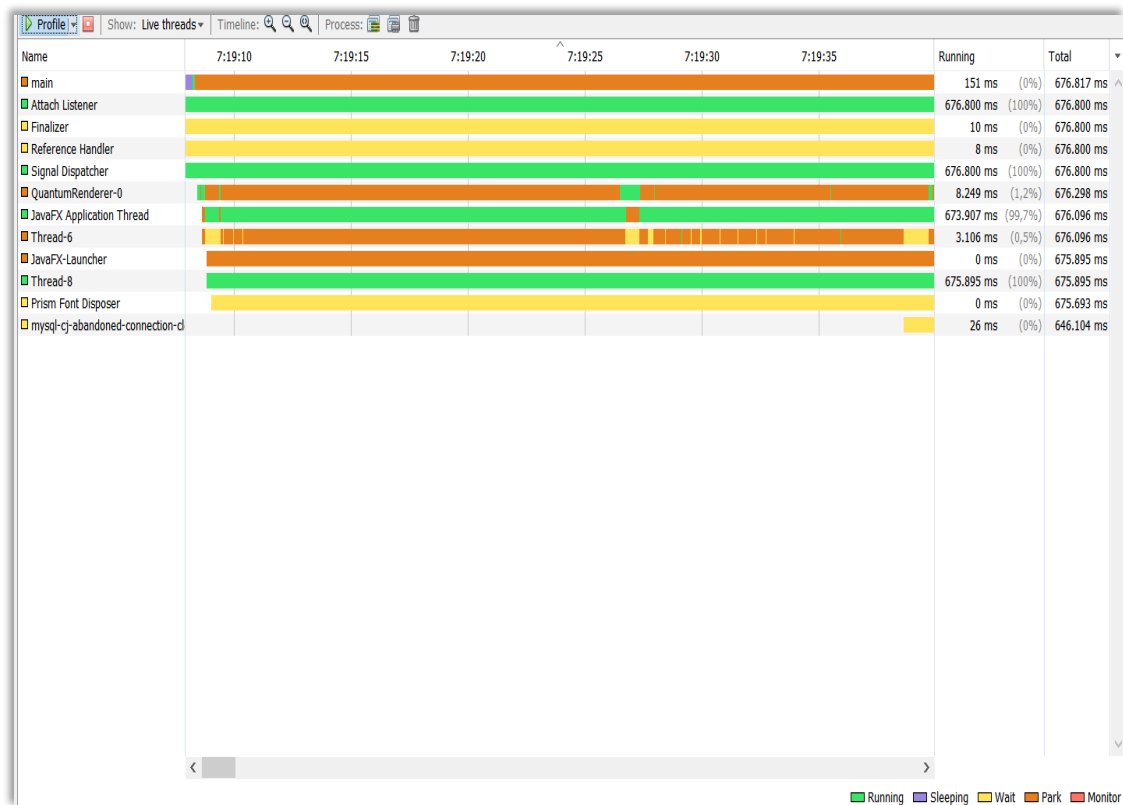 Profile Show: Live threads Timeline: Process:
Name 7:19:10 7:19:15 7:19:20 7:19:25 7:19:30 7:19:35 Running Total
main 151 ms (0%) 676.817 ms
Attach Listener 676.800 ms (100%) 676.800 ms
Finalizer 10 ms (0%) 676.800 ms
Reference Handler 8 ms (0%) 676.800 ms
Signal Dispatcher 676.800 ms (100%) 676.800 ms
QuantumRenderer-0 8.249 ms (1,2%) 676.298 ms
JavaFX Application Thread 673.907 ms (99,7%) 676.096 ms
Thread-6 3.106 ms (0,5%) 676.096 ms
JavaFX-Launcher 0 ms (0%) 675.895 ms
Thread-8 675.895 ms (100%) 675.895 ms
Prism Font Disposer 0 ms (0%) 675.693 ms
mysql-cj-abandoned-connection-cl 26 ms (0%) 646.104 ms
Running Sleeping Wait Park Monitor